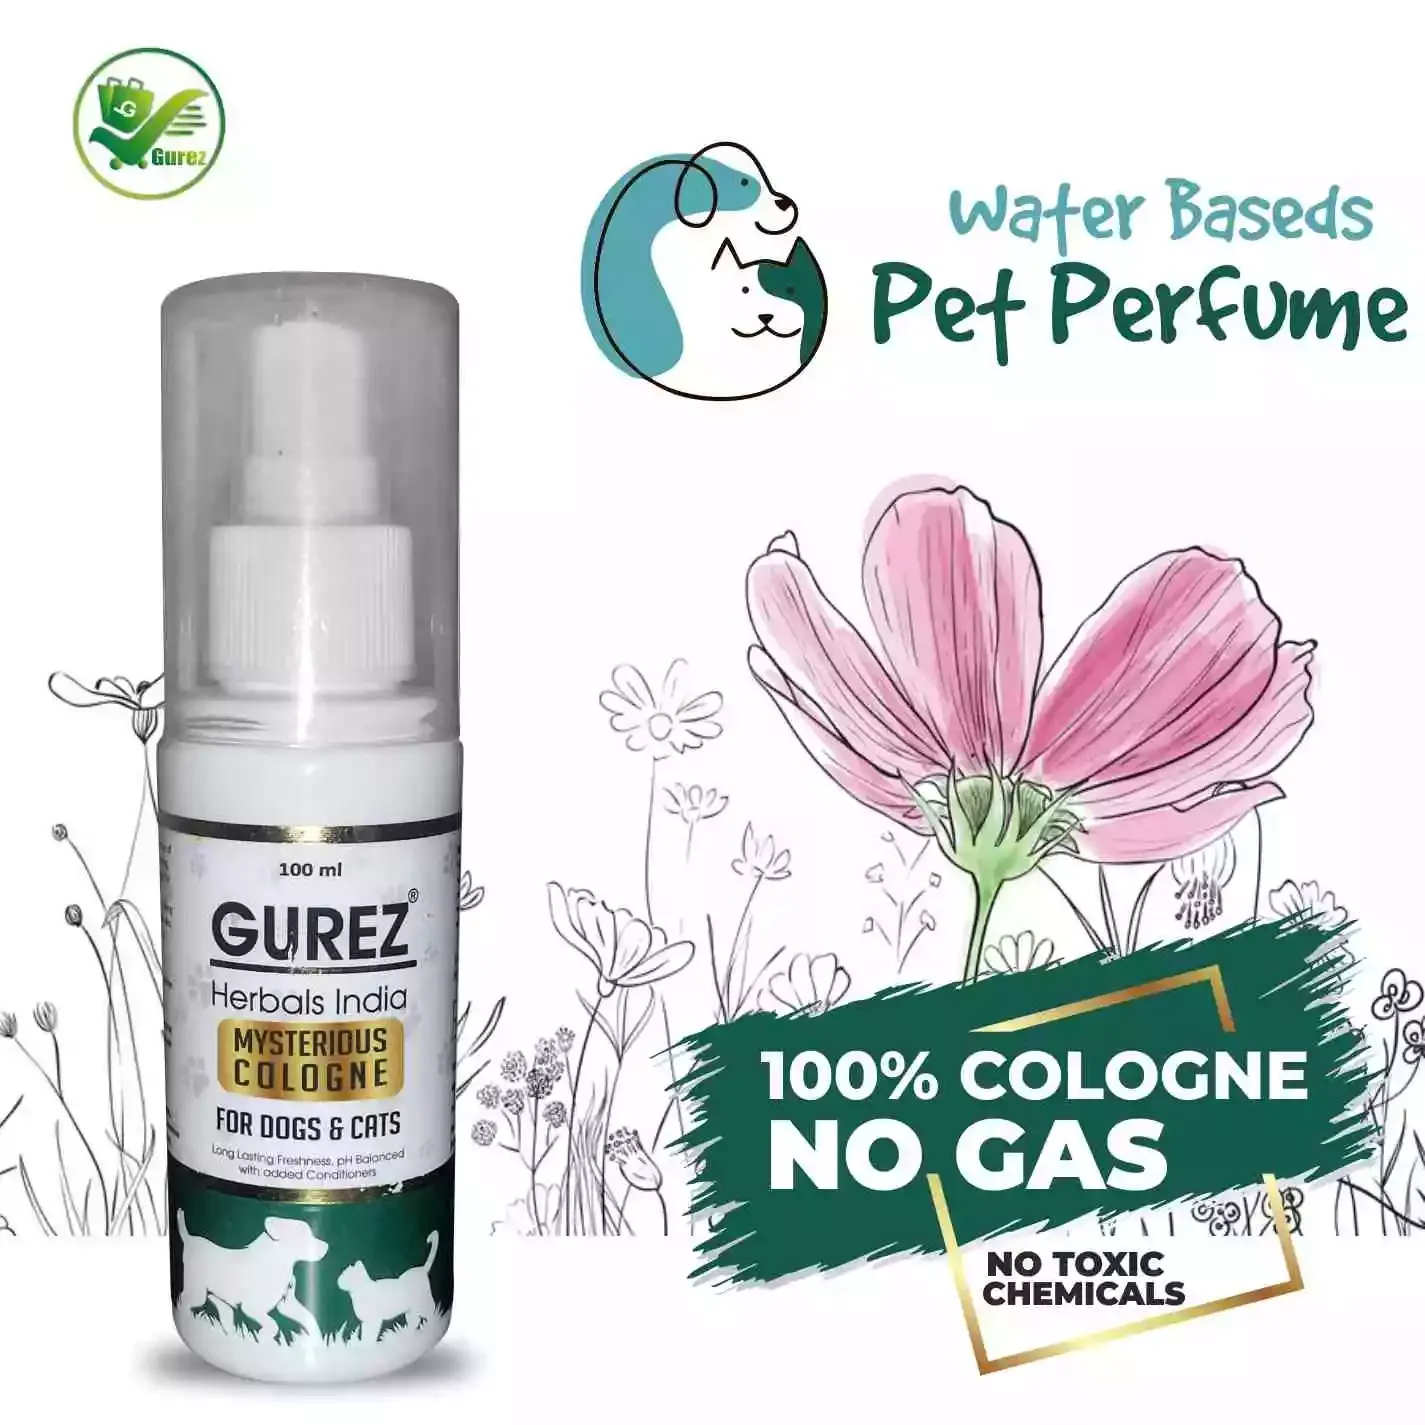 G
Gurez
Water Baseds
Pet Perfume
100 ml
GUREZ®
Herbals India
MYSTERIOUS
COLOGNE
FOR DOGS & CATS
Long Lasting Freshness, pH Balanced
with added Conditioners
100% COLOGNE
NO GAS
NO TOXIC
CHEMICALS